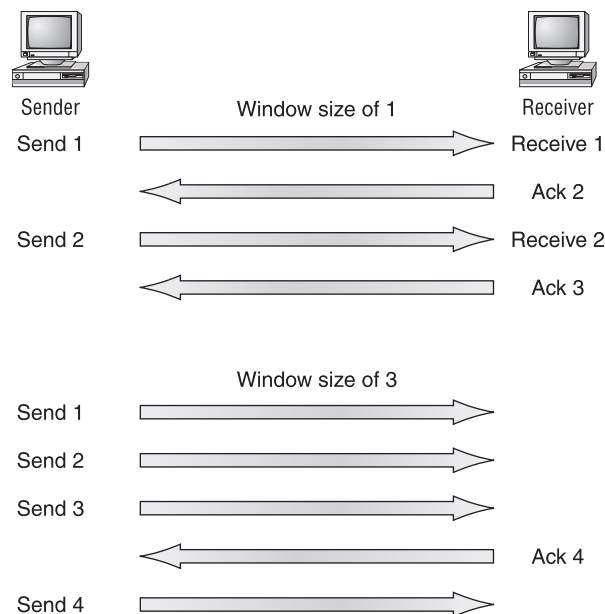 Sender Receiver
Window size of 1
Send 1 Receive 1
Ack 2
Send 2 Receive 2
Ack 3
Window size of 3
Send 1
Send 2
Send 3
Ack 4
Send 4